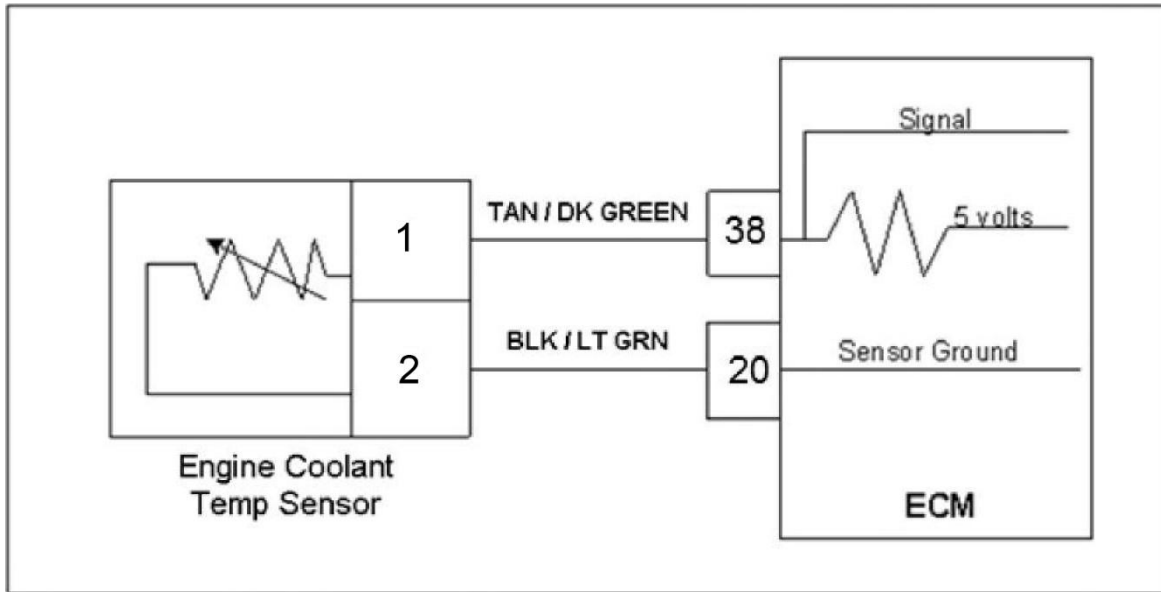 Signal
TAN / DK GREEN
1
38
5 volts
BLK / LT GRN
2
20
Sensor Ground
Engine Coolant
Temp Sensor
ECM